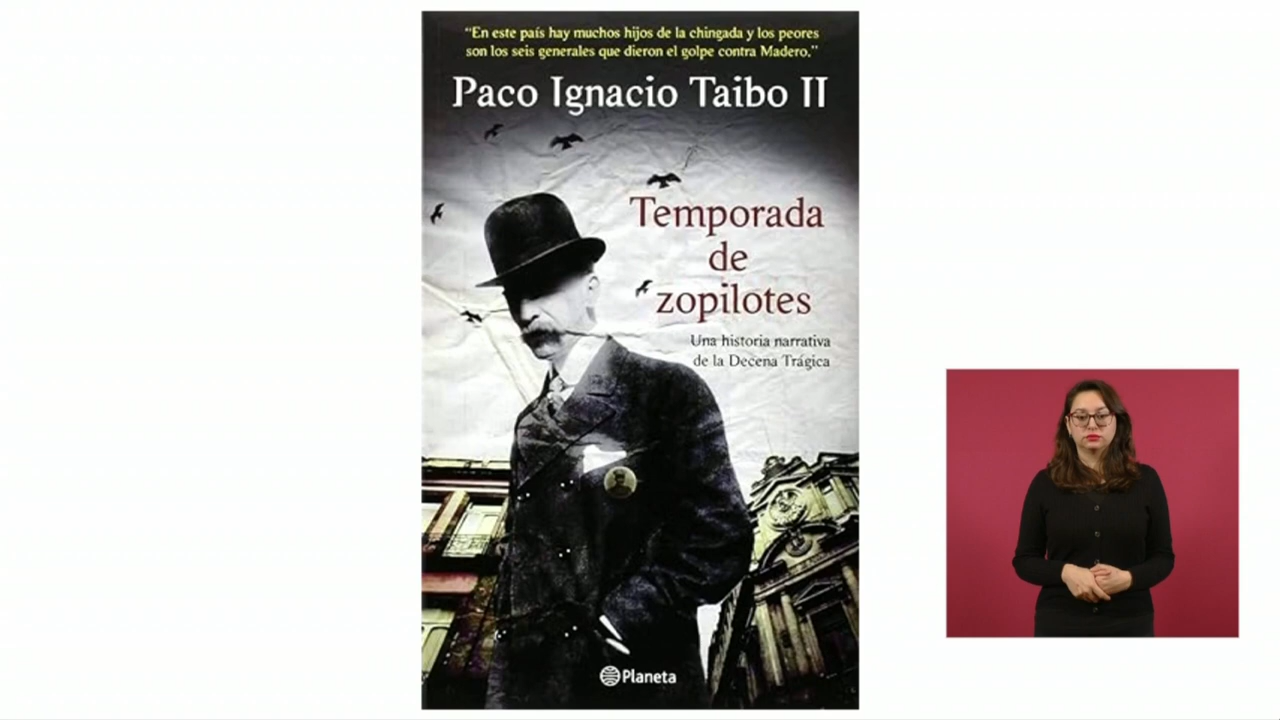 “En este país hay muchos hijos de la chingada y los peores
son los seis generales que dieron el golpe contra Madero.”
Paco Ignacio Taibo II
Temporada
de
zopilotes
Una historia narrativa
de la Decena Trágica
Planeta